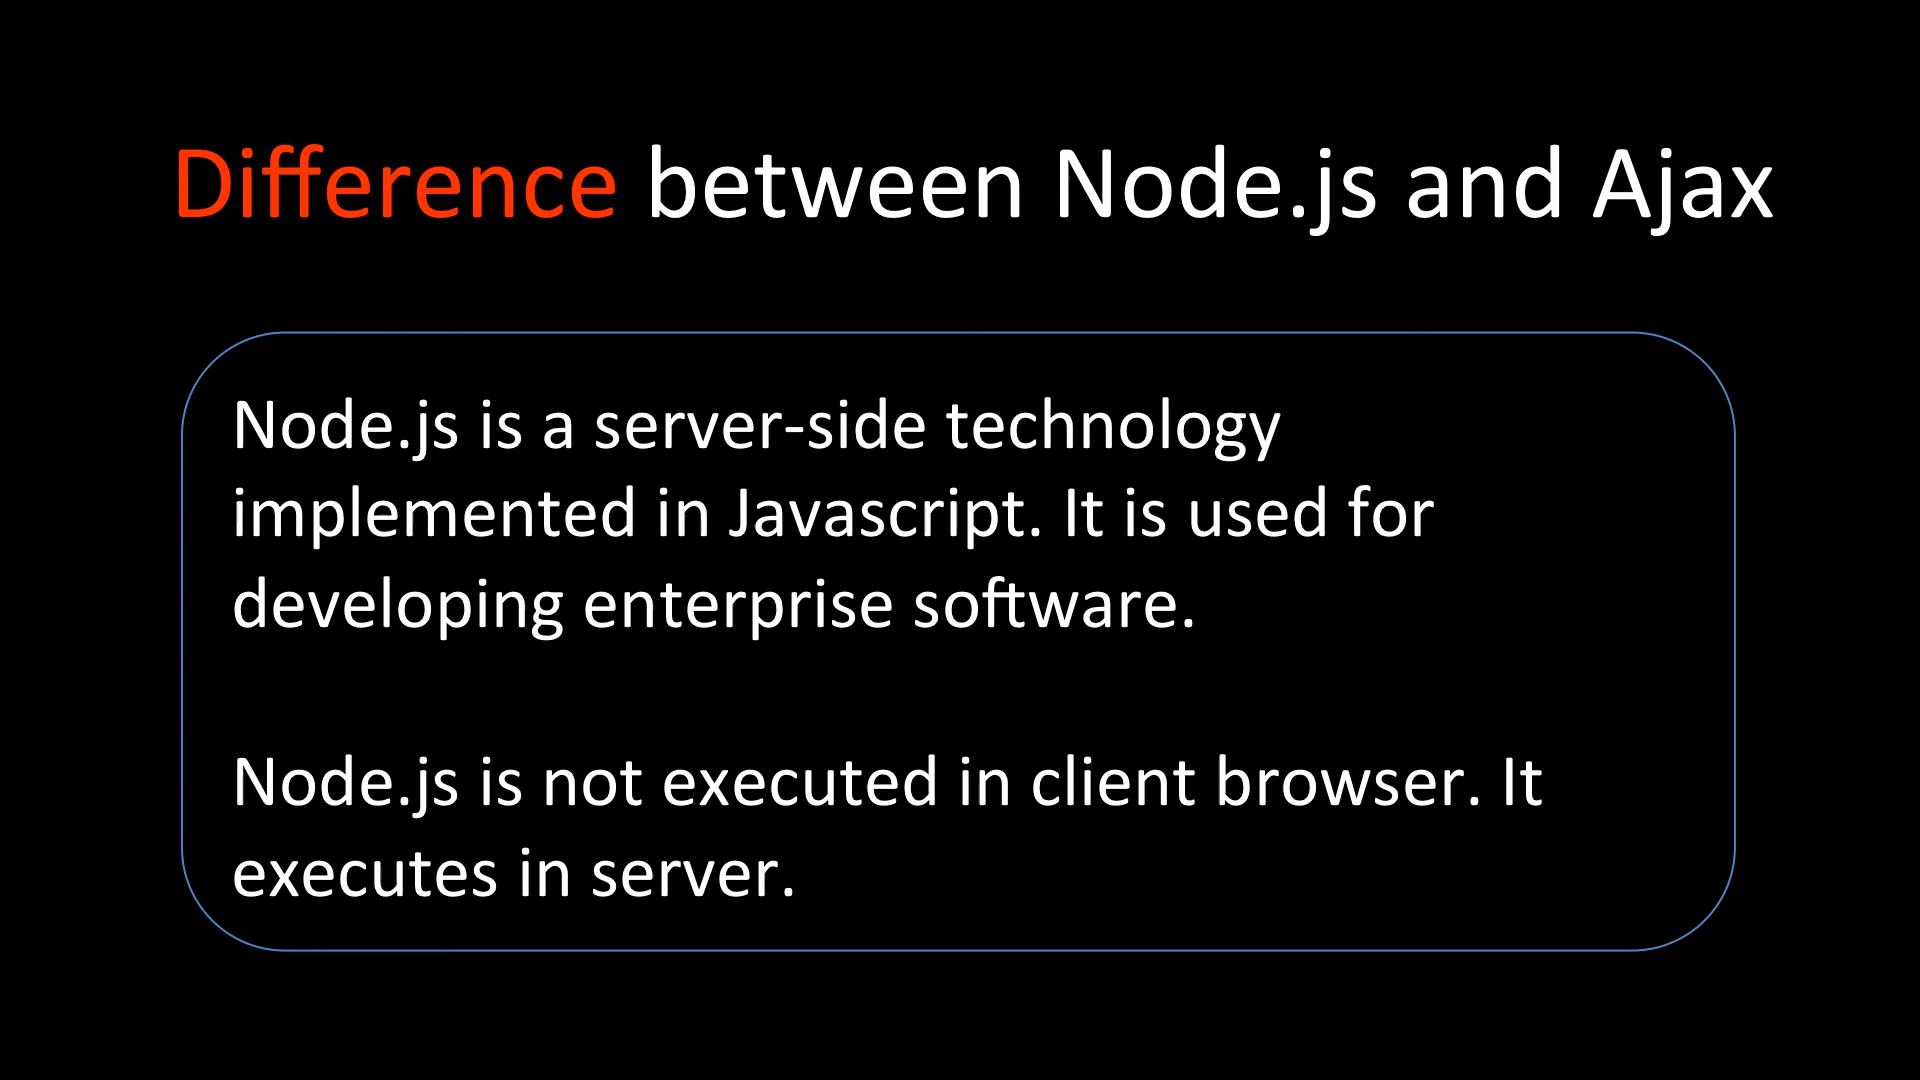 Difference between Node.js and Ajax
Node.js is a server-side technology
implemented in Javascript. It is used for
developing enterprise software.
Node.js is not executed in client browser. It
executes in server.